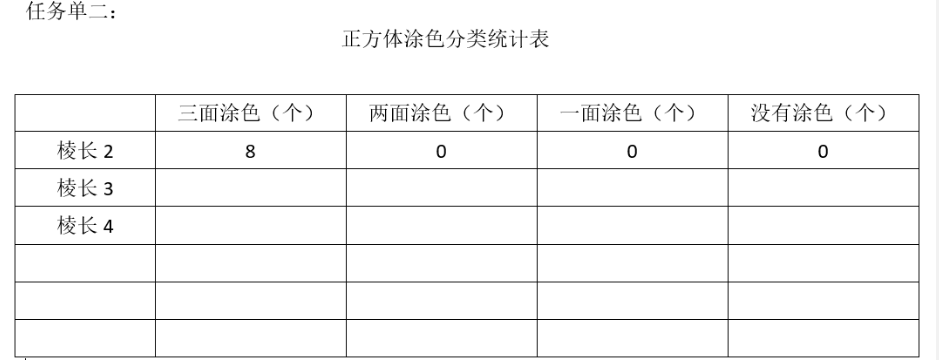 任务单二：
正方体涂色分类统计表
三面涂色（个） 两面涂色（个） 一面涂色（个） 没有涂色（个）
棱长 2 8 0 0 0
棱长 3
棱长 4